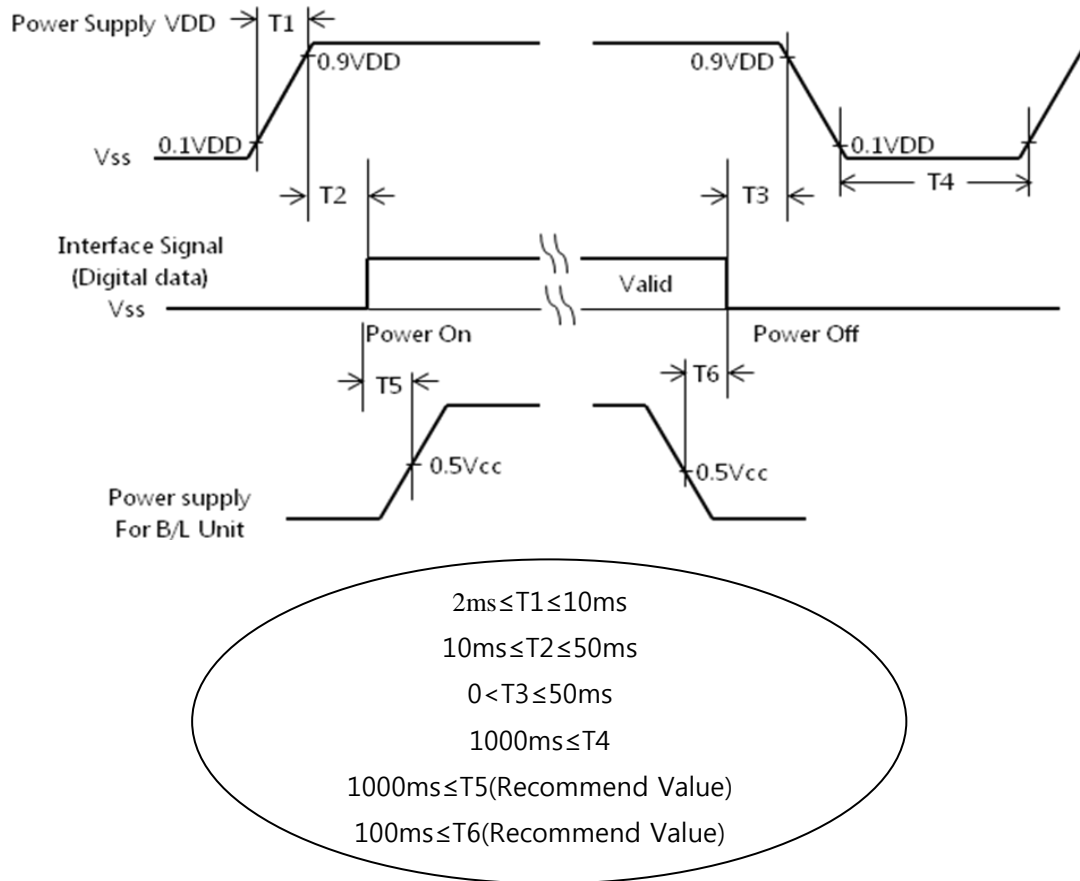 Power Supply VDD
T1
0.9VDD
0.9VDD
0.1VDD
0.1VDD
Vss
T2
T3
T4
Interface Signal
(Digital data)
Valid
Vss
Power On
Power Off
T5
T6
0.5Vcc
0.5Vcc
Power supply
For B/L Unit
2ms≤T1≤10ms
10ms≤T2≤50ms
0<T3≤50ms
1000ms≤T4
1000ms≤T5(Recommend Value)
100ms≤T6(Recommend Value)